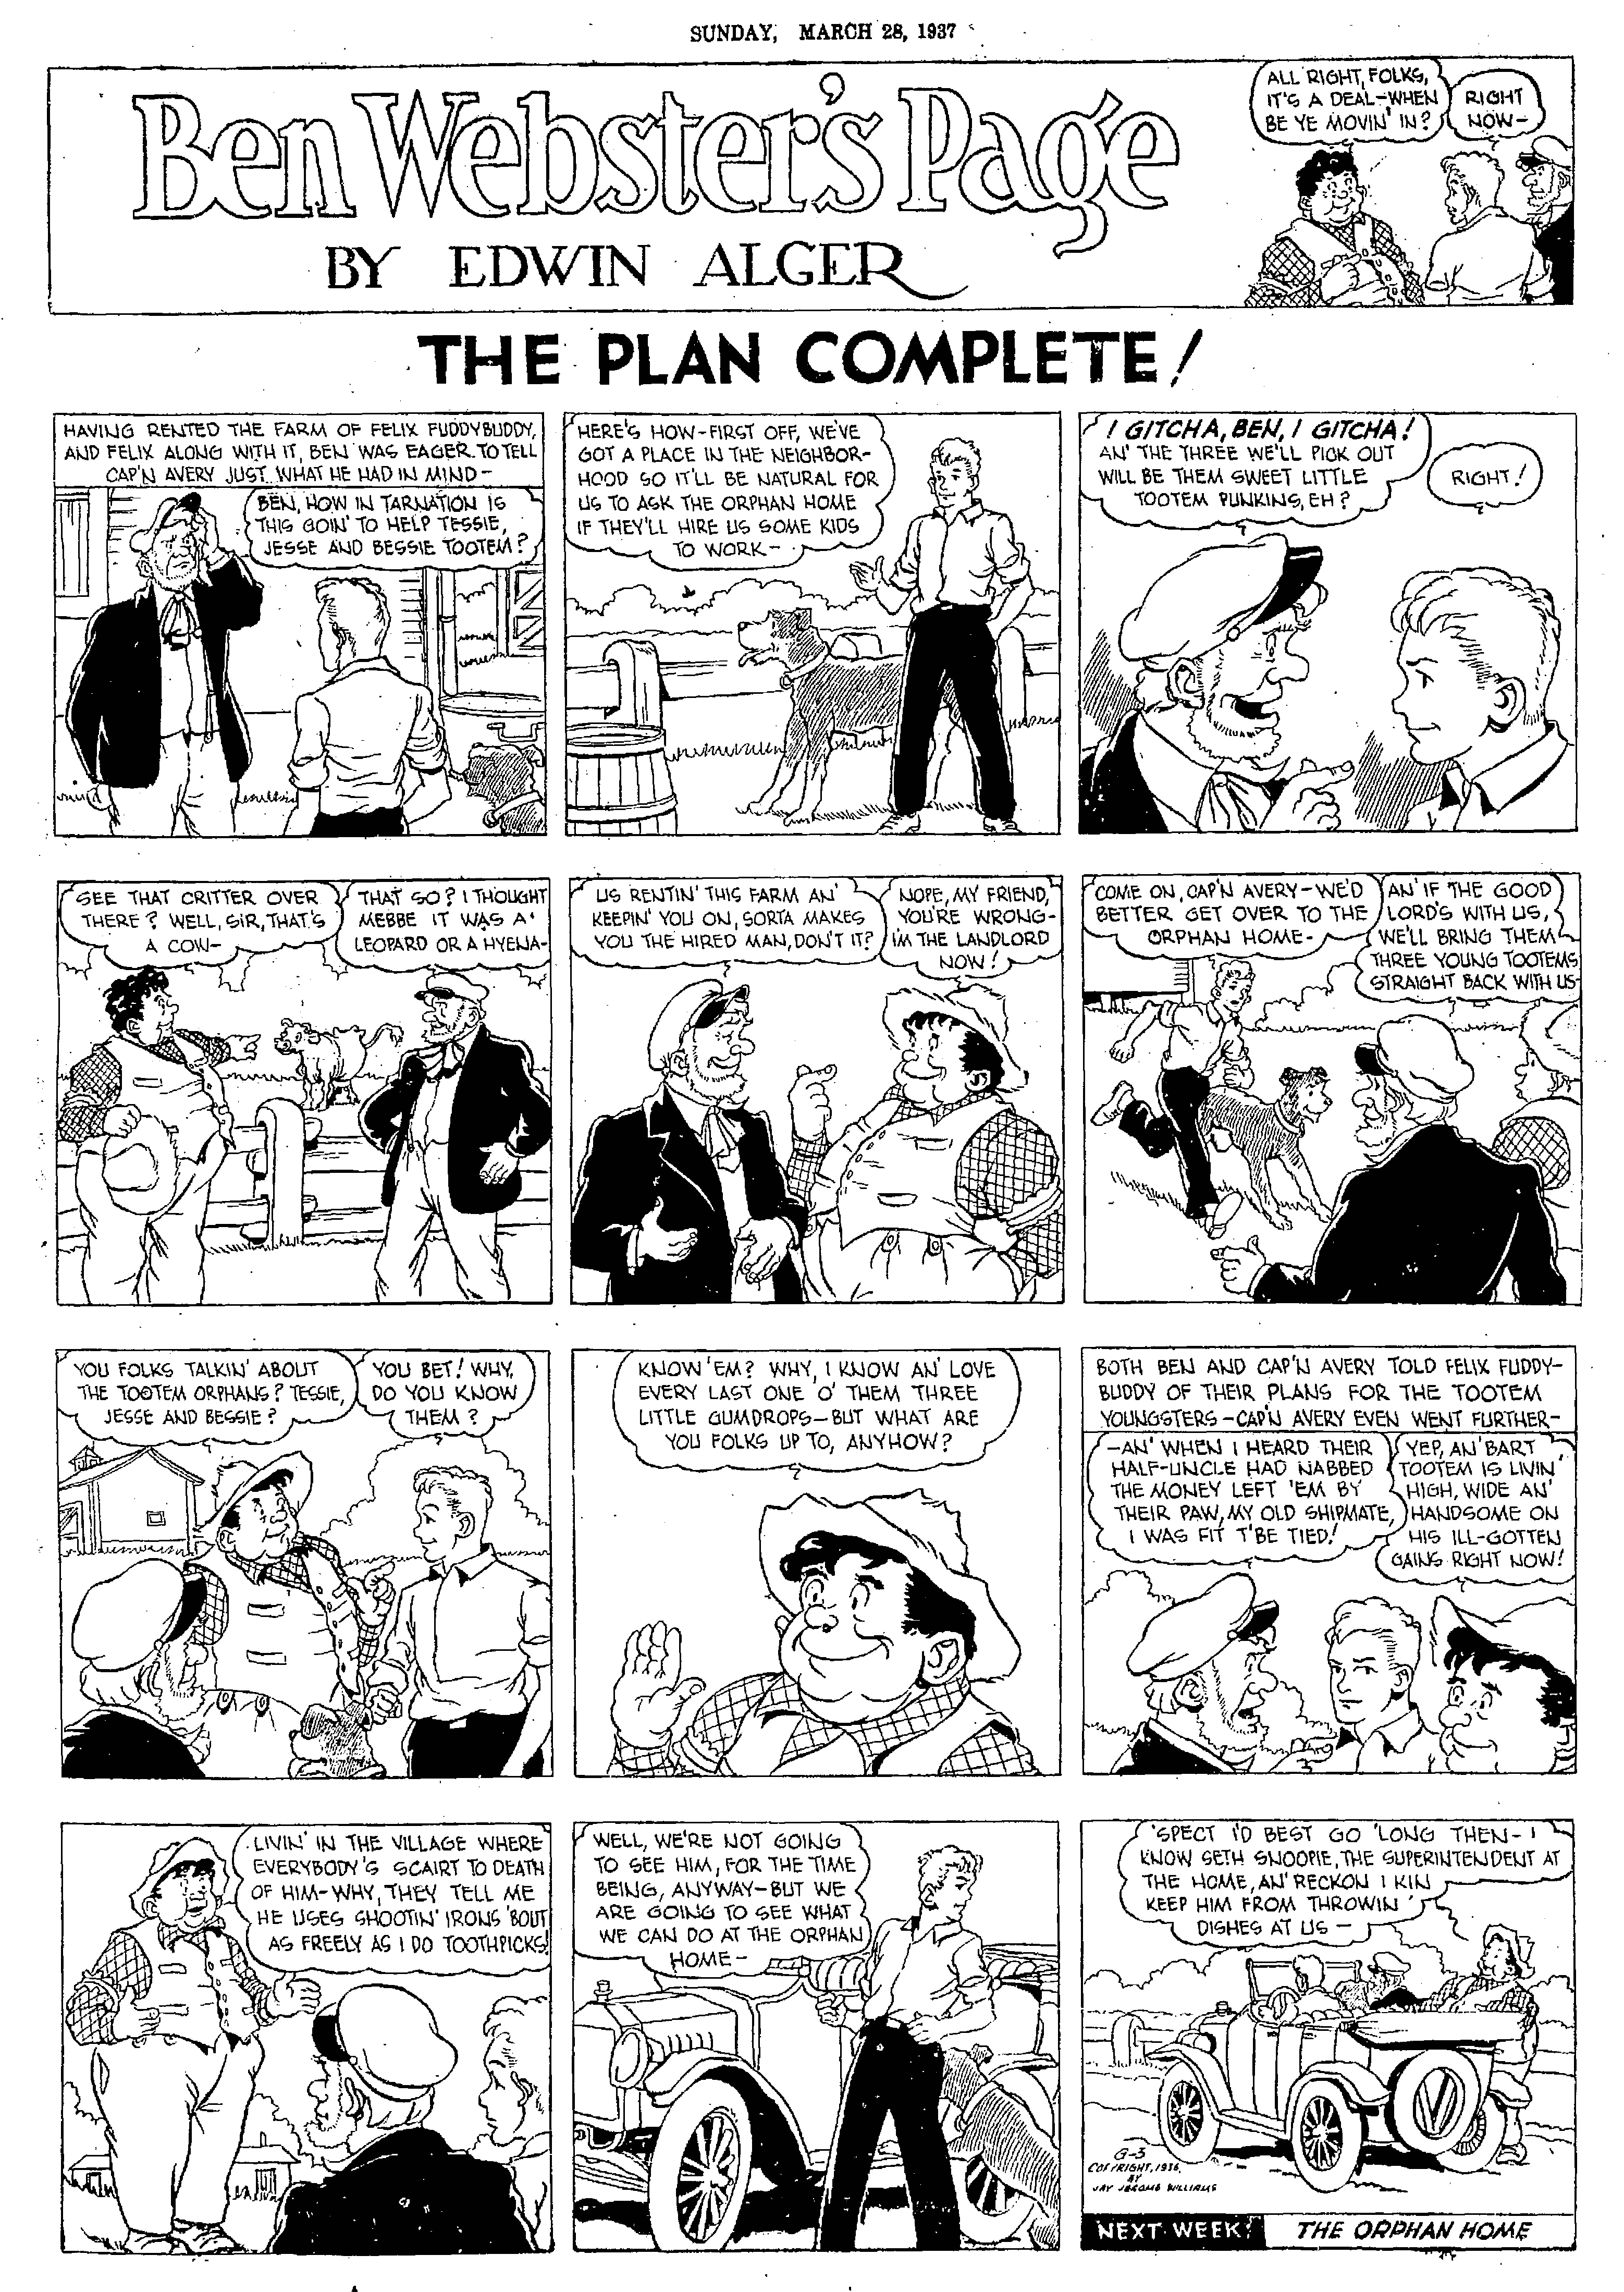 SUNDAY, MARCH 28, 1937
Ben Webster's Page
BY EDWIN ALGER
ALL RIGHT, FOLKS,
IT'S A DEAL-WHEN
BE YE MOVIN' IN?
RIGHT
NOW-
THE PLAN COMPLETE!
HAVING RENTED THE FARM OF FELIX FUDDYBUDDY,
AND FELIX ALONG WITH IT, BEN WAS EAGER TO TELL
CAP'N AVERY JUST WHAT HE HAD IN MIND-
BEN, HOW IN TARNATION IS
THIS GOIN' TO HELP TESSIE,
JESSE AND BESSIE TOOTEM?
HERE'S HOW-FIRST OFF, WE'VE
GOT A PLACE IN THE NEIGHBOR-
HOOD SO IT'LL BE NATURAL FOR
US TO ASK THE ORPHAN HOME
IF THEY'LL HIRE US SOME KIDS
TO WORK-
I GITCHA, BEN, I GITCHA!
AN' THE THREE WE'LL PICK OUT
WILL BE THEM SWEET LITTLE
TOOTEM PUNKINS, EH?
RIGHT!
SEE THAT CRITTER OVER
THERE? WELL, SIR, THAT'S
A COW-
THAT SO? I THOUGHT
MEBBE IT WAS A
LEOPARD OR A HYENA-
US RENTIN' THIS FARM AN'
KEEPIN' YOU ON, SORTA MAKES
YOU THE HIRED MAN, DON'T IT?
NOPE, MY FRIEND,
YOU'RE WRONG-
I'M THE LANDLORD
NOW!
COME ON, CAP'N AVERY-WE'D
BETTER GET OVER TO THE
ORPHAN HOME-
AN' IF THE GOOD
LORD'S WITH US,
WE'LL BRING THEM
THREE YOUNG TOOTEMS
STRAIGHT BACK WITH US-
YOU FOLKS TALKIN' ABOUT
THE TOOTEM ORPHANS? TESSIE,
JESSE AND BESSIE?
YOU BET! WHY,
DO YOU KNOW
THEM?
KNOW 'EM? WHY, I KNOW AN' LOVE
EVERY LAST ONE O' THEM THREE
LITTLE GUMDROPS-BUT WHAT ARE
YOU FOLKS UP TO, ANYHOW?
BOTH BEN AND CAP'N AVERY TOLD FELIX FUDDY-
BUDDY OF THEIR PLANS FOR THE TOOTEM
YOUNGSTERS-CAP'N AVERY EVEN WENT FURTHER-
-AN' WHEN I HEARD THEIR
HALF-UNCLE HAD NABBED
THE MONEY LEFT 'EM BY
THEIR PAW, MY OLD SHIPMATE,
I WAS FIT T'BE TIED!
YEP, AN' BART
TOOTEM IS LIVIN'
HIGH, WIDE AN'
HANDSOME ON
HIS ILL-GOTTEN
GAINS RIGHT NOW!
LIVIN' IN THE VILLAGE WHERE
EVERYBODY'S SCAIRT TO DEATH
OF HIM-WHY, THEY TELL ME
HE USES SHOOTIN' IRONS 'BOUT
AS FREELY AS I DO TOOTHPICKS!
WELL, WE'RE NOT GOING
TO SEE HIM, FOR THE TIME
BEING, ANYWAY-BUT WE
ARE GOING TO SEE WHAT
WE CAN DO AT THE ORPHAN
HOME-
'SPECT I'D BEST GO 'LONG THEN-I
KNOW SETH SNOOPIE, THE SUPERINTENDENT AT
THE HOME, AN' RECKON I KIN
KEEP HIM FROM THROWIN'
DISHES AT US-
G-3
COPYRIGHT, 1936,
BY
JAY JEROME WILLIAMS
NEXT WEEK! THE ORPHAN HOME